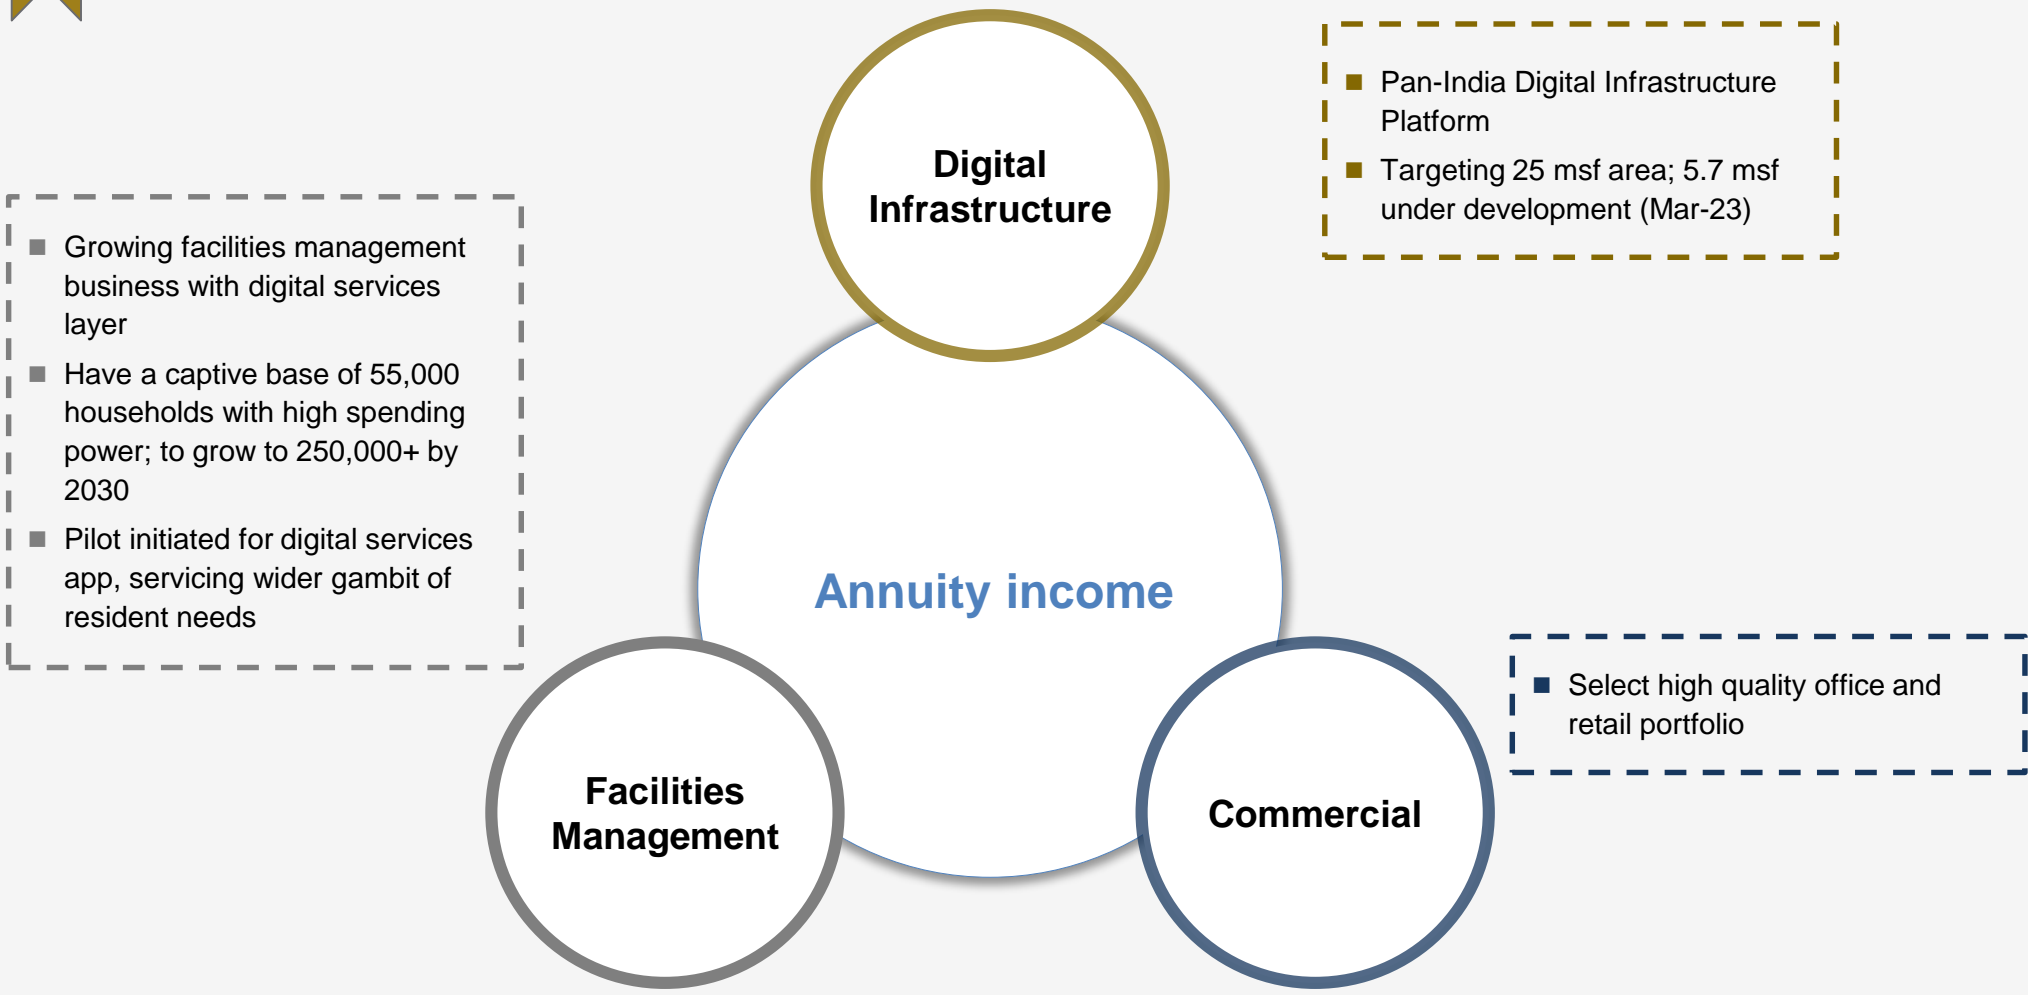 Digital
Infrastructure
Pan-India Digital Infrastructure
Platform
Targeting 25 msf area; 5.7 msf
under development (Mar-23)
Growing facilities management
business with digital services
layer
Have a captive base of 55,000
households with high spending
power; to grow to 250,000+ by
2030
Pilot initiated for digital services
app, servicing wider gambit of
resident needs
Annuity income
Select high quality office and
retail portfolio
Facilities
Management
Commercial